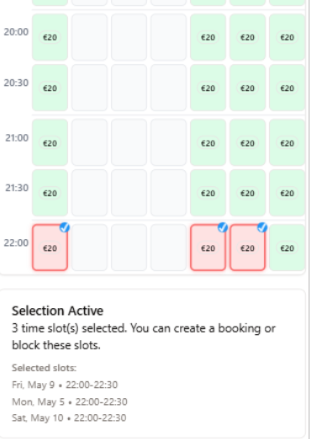 20:00 €20 €20 €20 €20
20:30 €20 €20 €20 €20
21:00 €20 €20 €20 €20
21:30 €20 €20 €20 €20
22:00 €20 €20 €20 €20
Selection Active
3 time slot(s) selected. You can create a booking or
block these slots.
Selected slots:
Fri, May 9 • 22:00-22:30
Mon, May 5 • 22:00-22:30
Sat, May 10 • 22:00-22:30